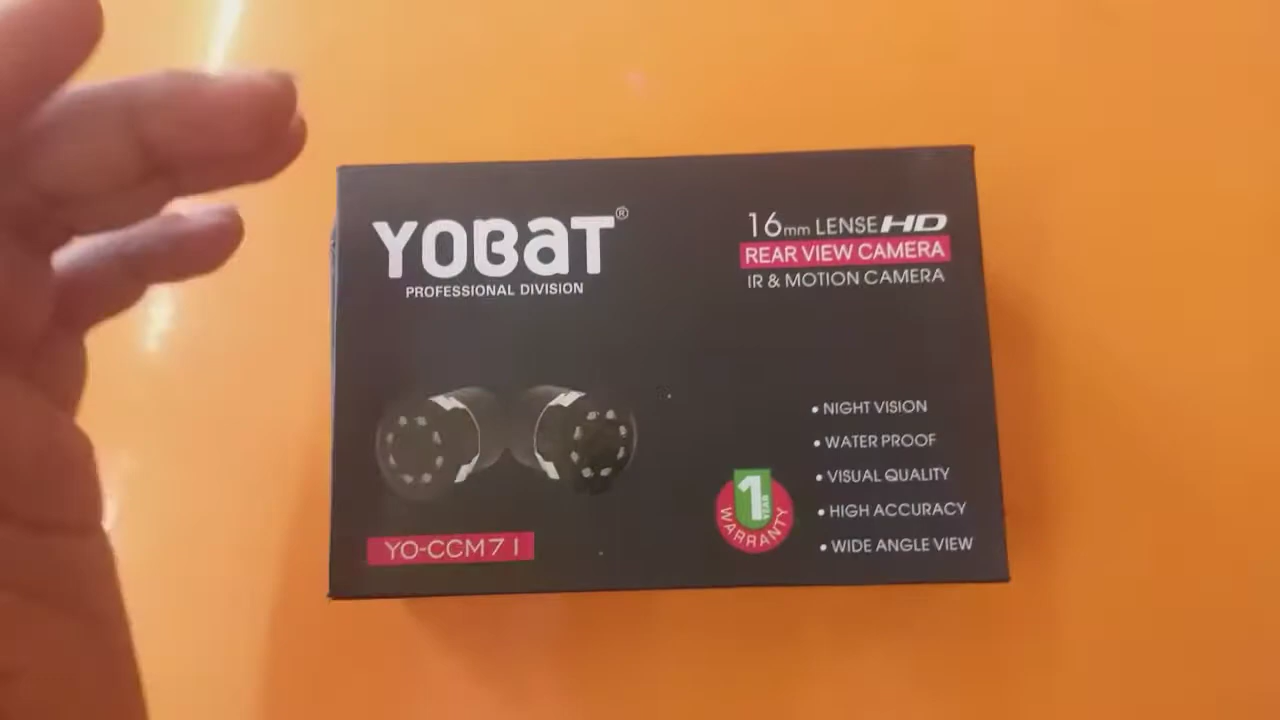 YOBaT®
PROFESSIONAL DIVISION
16mm LENSE HD
REAR VIEW CAMERA
IR & MOTION CAMERA
• NIGHT VISION
• WATER PROOF
• VISUAL QUALITY
• HIGH ACCURACY
• WIDE ANGLE VIEW
1 YEAR
WARRANTY
YO-CCM71